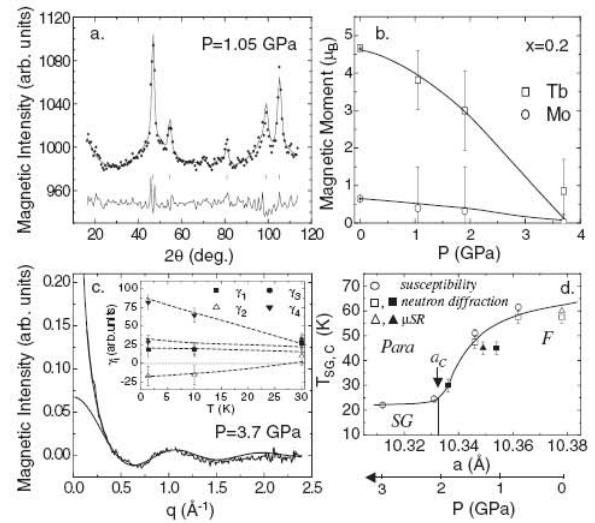 a.
P=1.05 GPa
Magnetic Intensity (arb. units)
1120
1080
1040
1000
960
20 40 60 80 100 120
2θ (deg.)
b.
x=0.2
Tb
Mo
Magnetic Moment (μB)
5
4
3
2
1
0
0 1 2 3 4
P (GPa)
c.
γ1 γ3
γ2 γ4
γi (arb.units)
100
75
50
25
0
-25
0 10 20 30
T (K)
P=3.7 GPa
Magnetic Intensity (arb. units)
0.20
0.15
0.10
0.05
0.00
0.0 0.5 1.0 1.5 2.0 2.5
q (Å-1)
d.
susceptibility
, neutron diffraction
, μSR
Para
aC
F
SG
TSG, C (K)
80
70
60
50
40
30
20
10
10.32 10.34 10.36 10.38
a (Å)
3 2 1 0
P (GPa)